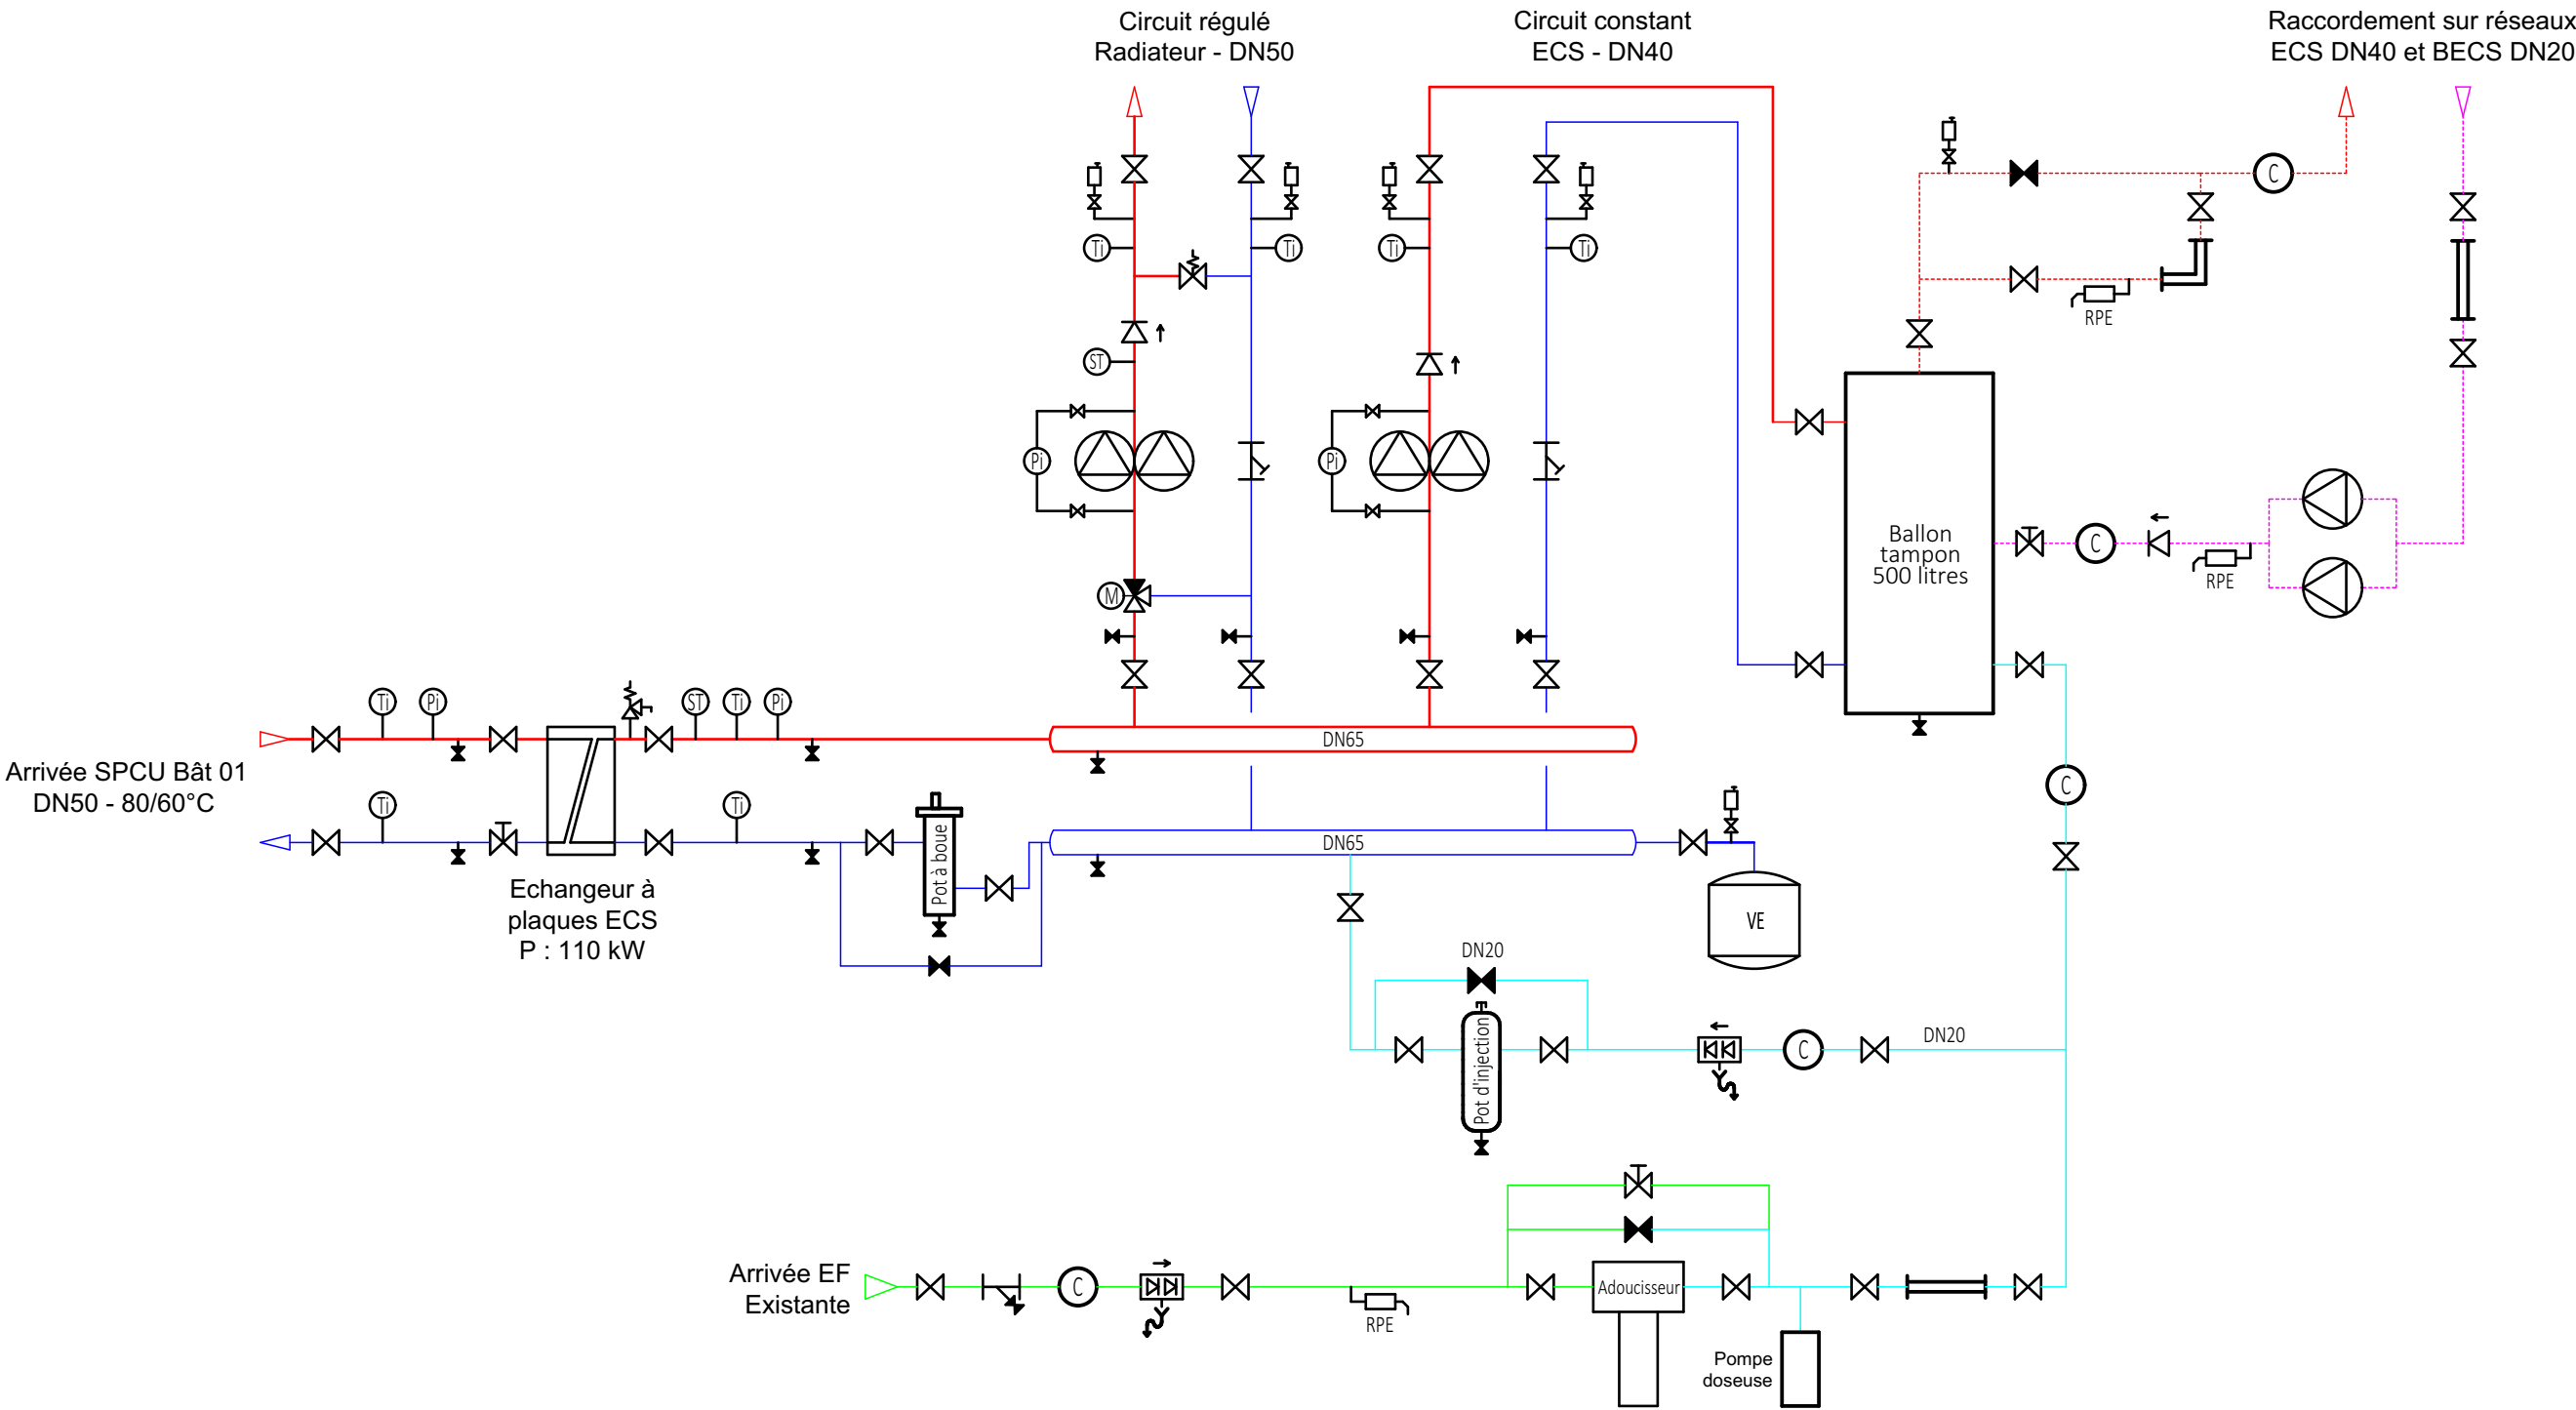 Circuit régulé
Radiateur - DN50
Circuit constant
ECS - DN40
Raccordement sur réseaux
ECS DN40 et BECS DN20
C
Ti
Ti
Ti
Ti
RPE
ST
Pi
Pi
Ballon
tampon
500 litres
C
RPE
M
Ti
Pi
ST
Ti
Pi
DN65
Arrivée SPCU Bât 01
DN50 - 80/60°C
C
Ti
Ti
Pot à boue
DN65
Echangeur à
plaques ECS
P : 110 kW
VE
DN20
Pot d'injection
C
DN20
Arrivée EF
Existante
C
RPE
Adoucisseur
Pompe
doseuse